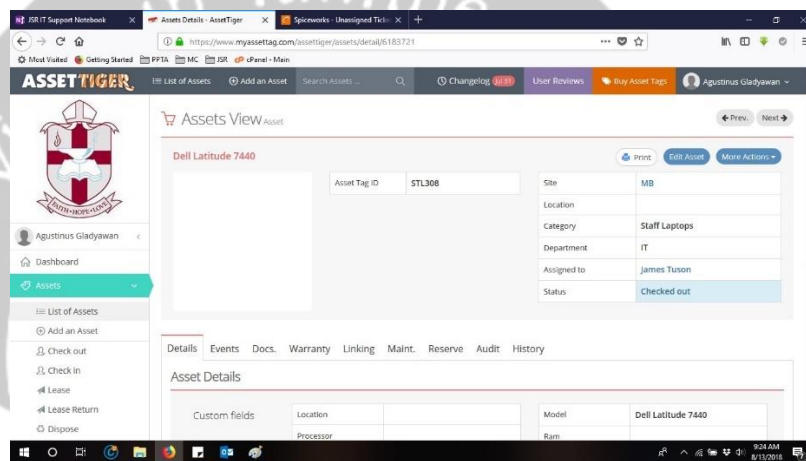 JSR IT Support Notebook
Assets Details - AssetTiger
Spiceworks - Unassigned Ticke
https://www.myassettag.com/assettiger/assets/detail/6183721
Most Visited Getting Started PPTA MC JSR cPanel - Main
ASSETTIGER
List of Assets
Add an Asset
Search Assets ...
Changelog Jul 31
User Reviews
Buy Asset Tags
Agustinus Gladyawan
Assets View Asset
Prev. Next
Dell Latitude 7440
Print Edit Asset More Actions
Asset Tag ID STL308
Site MB
Location
Category Staff Laptops
Department IT
Assigned to James Tuson
Status Checked out
FAITH•HOPE•LOVE
Agustinus Gladyawan
Dashboard
Assets
List of Assets
Add an Asset
Check out
Check in
Lease
Lease Return
Dispose
Details Events Docs. Warranty Linking Maint. Reserve Audit History
Asset Details
Custom fields
Location
Model Dell Latitude 7440
Processor
Ram
9:24 AM
8/13/2018